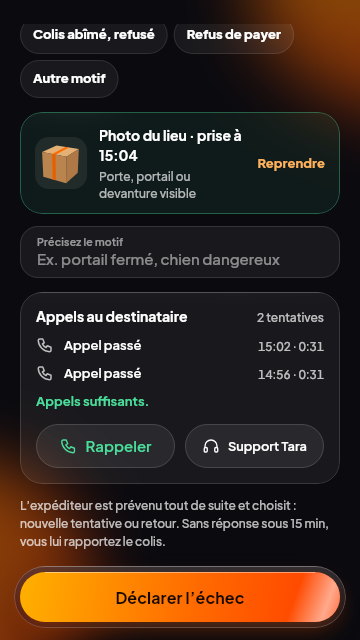 Colis abîmé, refusé
Refus de payer
Autre motif
Photo du lieu · prise à
15:04
Porte, portail ou
devanture visible
Reprendre
Précisez le motif
Ex. portail fermé, chien dangereux
Appels au destinataire
2 tentatives
Appel passé
15:02 · 0:31
Appel passé
14:56 · 0:31
Appels suffisants.
Rappeler
Support Tara
L’expéditeur est prévenu tout de suite et choisit :
nouvelle tentative ou retour. Sans réponse sous 15 min,
vous lui rapportez le colis.
Déclarer l’échec